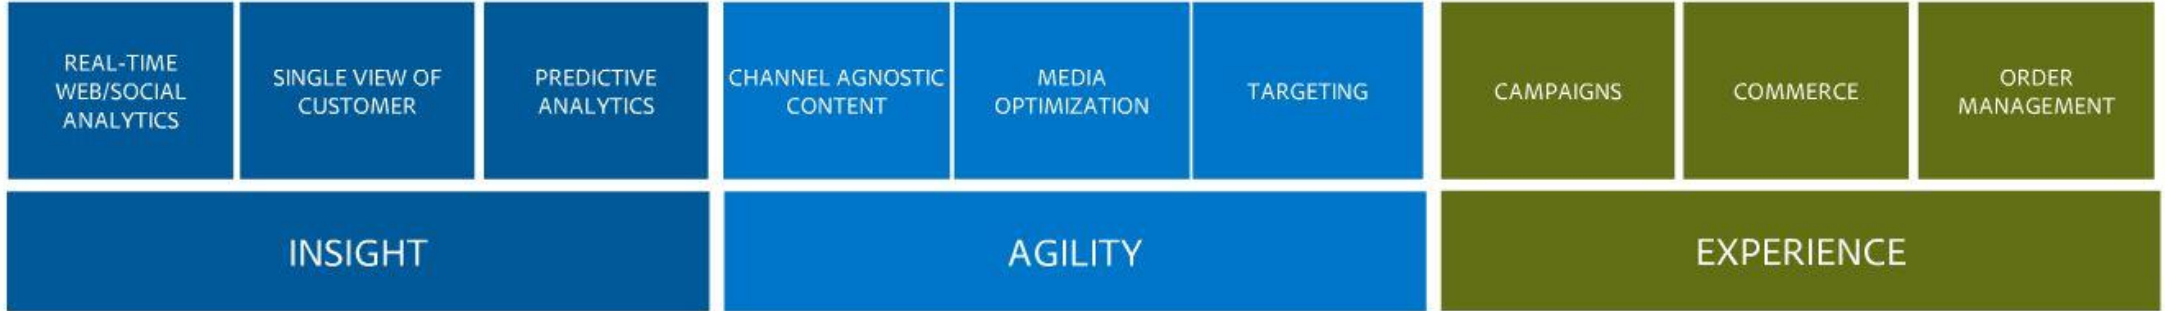 REAL-TIME
WEB/SOCIAL
ANALYTICS
SINGLE VIEW OF
CUSTOMER
PREDICTIVE
ANALYTICS
CHANNEL AGNOSTIC
CONTENT
MEDIA
OPTIMIZATION
TARGETING
CAMPAIGNS
COMMERCE
ORDER
MANAGEMENT
INSIGHT
AGILITY
EXPERIENCE